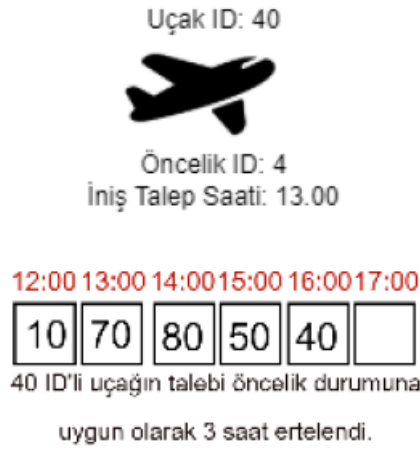 Uçak ID: 40
Öncelik ID: 4
İniş Talep Saati: 13.00
12:00 13:00 14:00 15:00 16:00 17:00
10 70 80 50 40
40 ID'li uçağın talebi öncelik durumuna
uygun olarak 3 saat ertelendi.